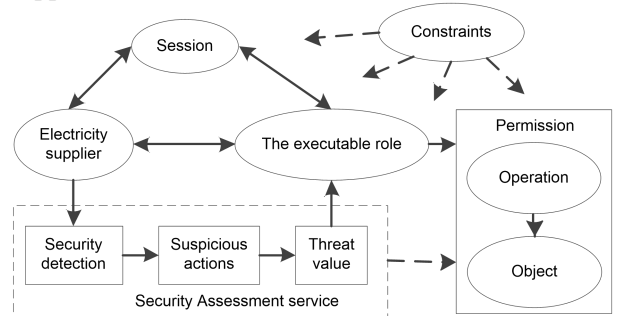 Session
Constraints
Electricity
supplier
The executable role
Permission
Operation
Object
Security
detection
Suspicious
actions
Threat
value
Security Assessment service